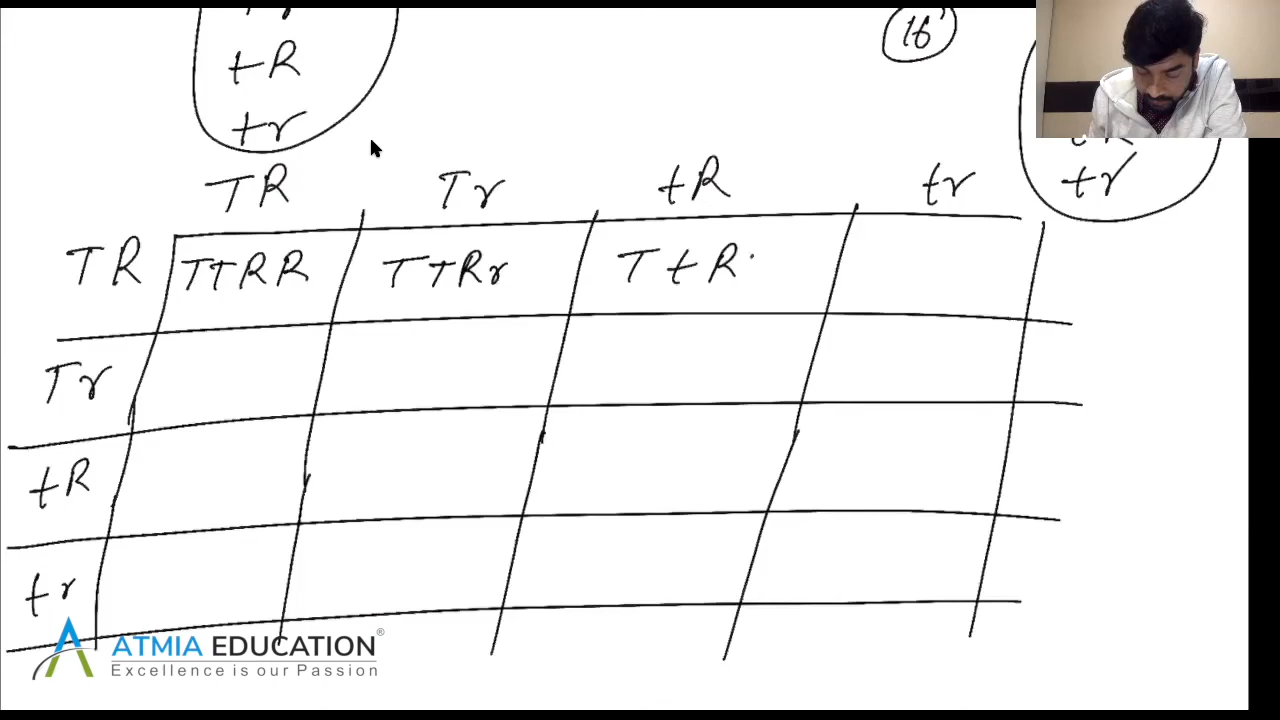 tR
tr
16
tr
TR Tr tR tr
TR TTRR TTRr TtR
Tr
tR
tr
ATMIA EDUCATION®
Excellence is our Passion